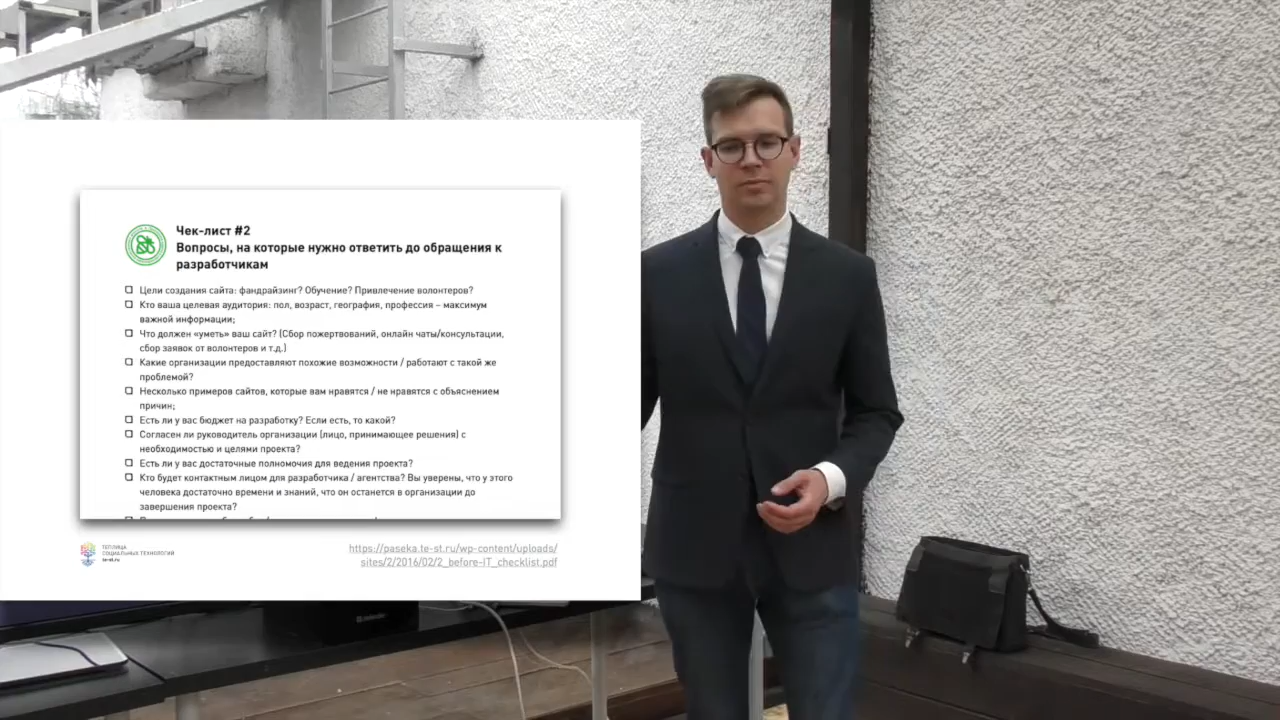 Чек-лист #2
Вопросы, на которые нужно ответить до обращения к
разработчикам
Цели создания сайта: фандрайзинг? Обучение? Привлечение волонтеров?
Кто ваша целевая аудитория: пол, возраст, география, профессия – максимум
важной информации;
Что должен «уметь» ваш сайт? (Сбор пожертвований, онлайн чаты/консультации,
сбор заявок от волонтеров и т.д.)
Какие организации предоставляют похожие возможности / работают с такой же
проблемой?
Несколько примеров сайтов, которые вам нравятся / не нравятся с объяснением
причин;
Есть ли у вас бюджет на разработку? Если есть, то какой?
Согласен ли руководитель организации (лицо, принимающее решения) с
необходимостью и целями проекта?
Есть ли у вас достаточные полномочия для ведения проекта?
Кто будет контактным лицом для разработчика / агентства? Вы уверены, что у этого
человека достаточно времени и знаний, что он останется в организации до
завершения проекта?
ТЕПЛИЦА
СОЦИАЛЬНЫХ ТЕХНОЛОГИЙ
te-st.ru
https://paseka.te-st.ru/wp-content/uploads/
sites/2/2016/02/2_before-IT_checklist.pdf